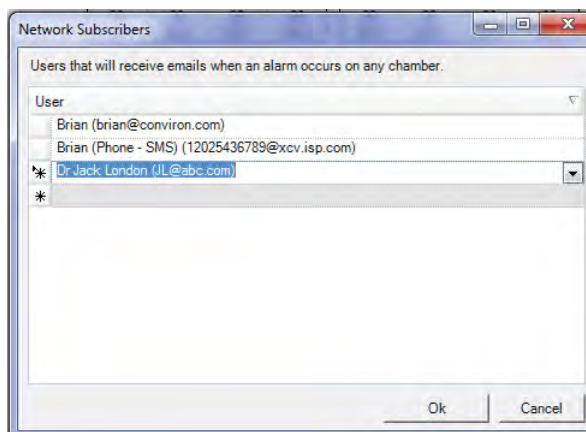 Network Subscribers
Users that will receive emails when an alarm occurs on any chamber.
User
Brian (brian@conviron.com)
Brian (Phone - SMS) (12025436789@xcv.isp.com)
Dr Jack London (JL@abc.com)
Ok Cancel